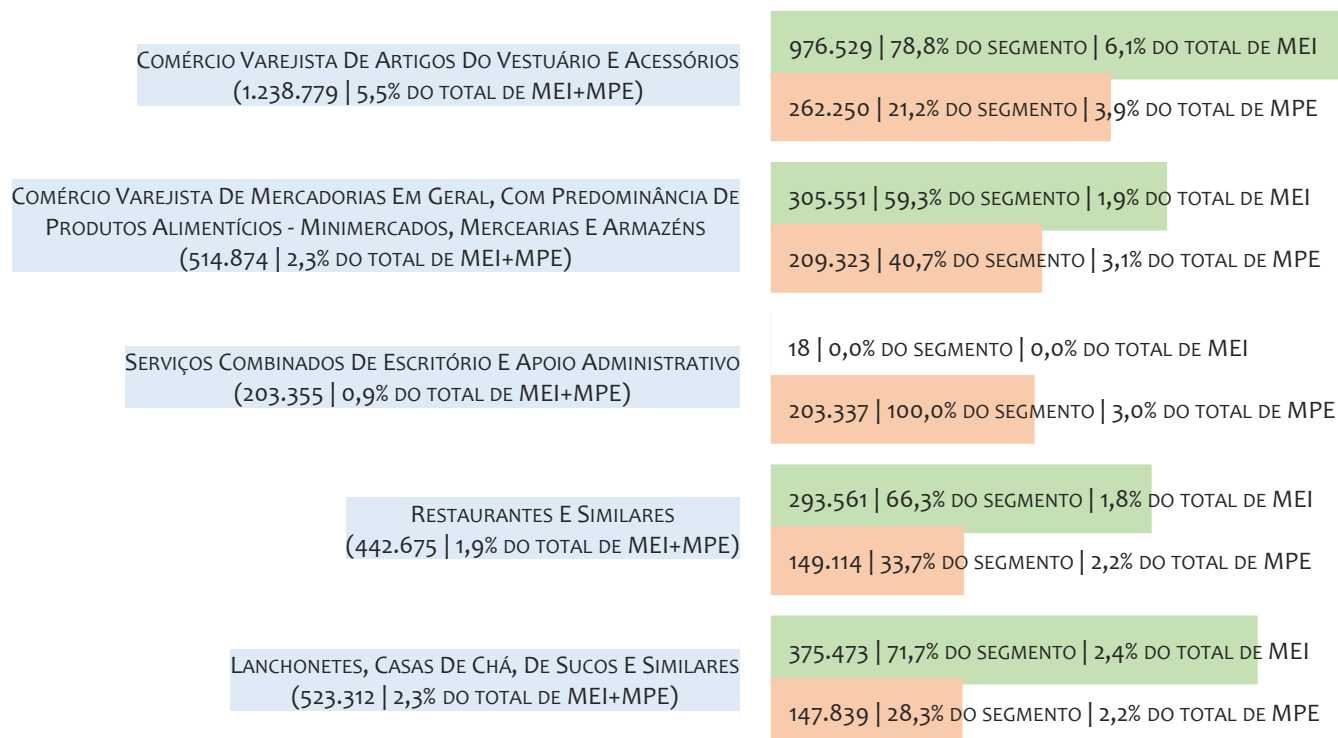 Comércio Varejista De Artigos Do Vestuário E Acessórios
(1.238.779 | 5,5% do total de MEI+MPE)
976.529 | 78,8% do segmento | 6,1% do total de MEI
262.250 | 21,2% do segmento | 3,9% do total de MPE
Comércio Varejista De Mercadorias Em Geral, Com Predominância De
Produtos Alimentícios - Minimercados, Mercearias E Armazéns
(514.874 | 2,3% do total de MEI+MPE)
305.551 | 59,3% do segmento | 1,9% do total de MEI
209.323 | 40,7% do segmento | 3,1% do total de MPE
Serviços Combinados De Escritório E Apoio Administrativo
(203.355 | 0,9% do total de MEI+MPE)
18 | 0,0% do segmento | 0,0% do total de MEI
203.337 | 100,0% do segmento | 3,0% do total de MPE
Restaurantes E Similares
(442.675 | 1,9% do total de MEI+MPE)
293.561 | 66,3% do segmento | 1,8% do total de MEI
149.114 | 33,7% do segmento | 2,2% do total de MPE
Lanchonetes, Casas De Chá, De Sucos E Similares
(523.312 | 2,3% do total de MEI+MPE)
375.473 | 71,7% do segmento | 2,4% do total de MEI
147.839 | 28,3% do segmento | 2,2% do total de MPE